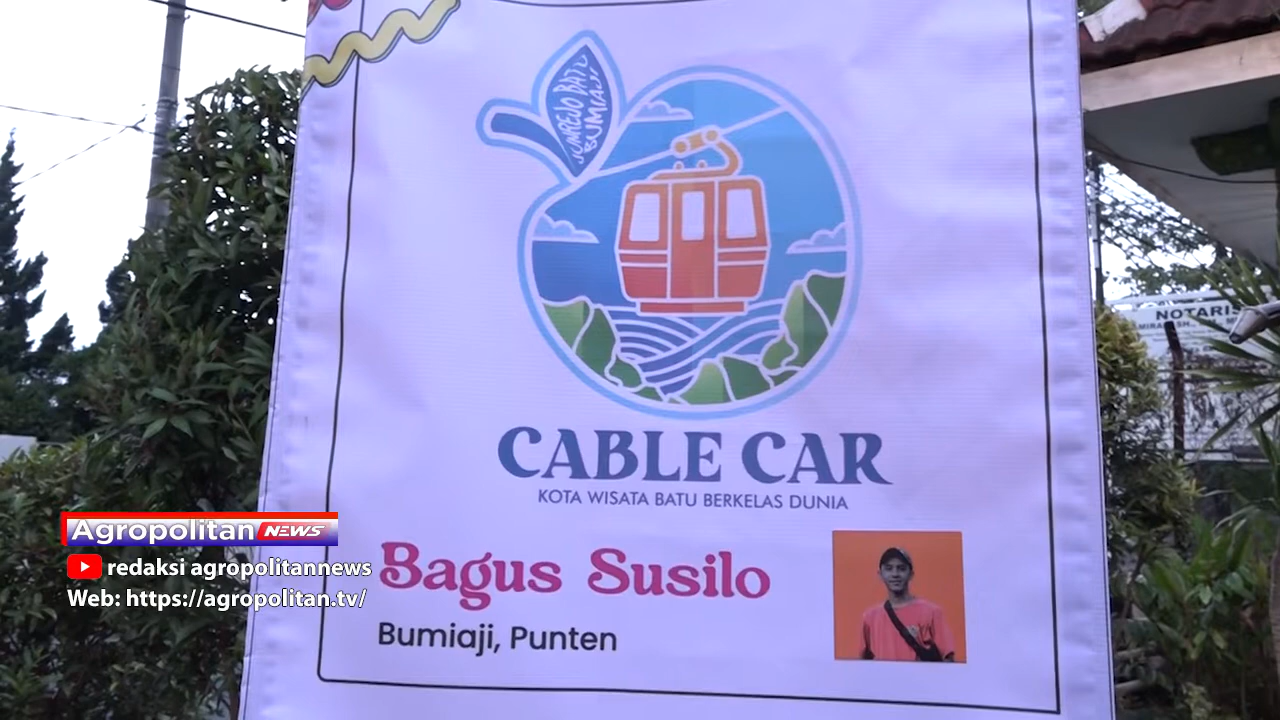 JUNREJO BATU
BUMIAJI
CABLE CAR
KOTA WISATA BATU BERKELAS DUNIA
Bagus Susilo
Bumiaji, Punten
NOTARIS
Agropolitan NEWS
redaksi agropolitannews
Web: https://agropolitan.tv/